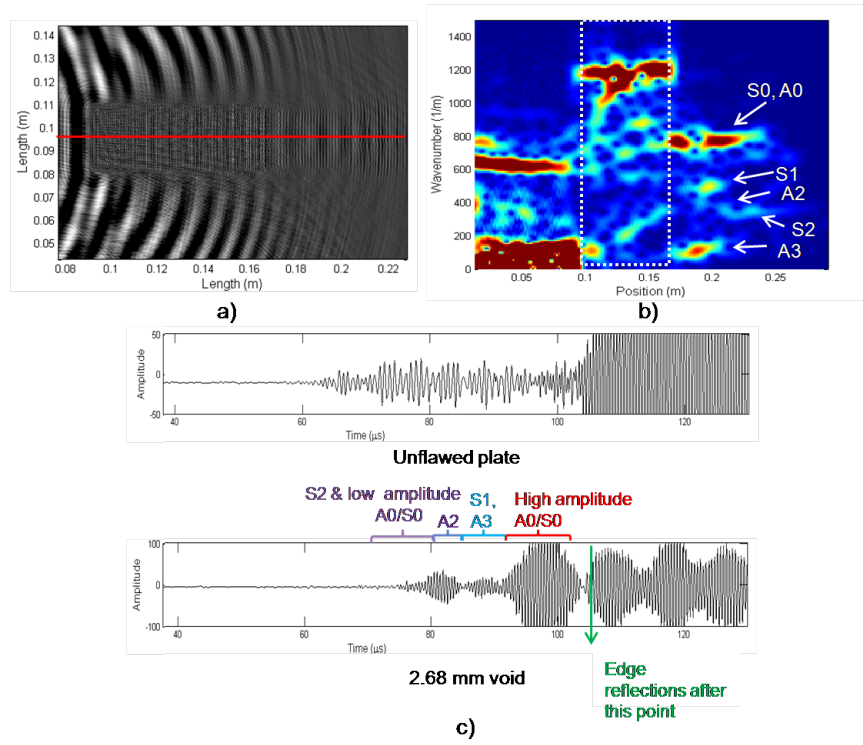 0.14
0.13
0.12
0.11
0.1
0.09
0.08
0.07
0.06
0.05
Length (m)
0.08 0.1 0.12 0.14 0.16 0.18 0.2 0.22
Length (m)
a)
1400
1200
1000
800
600
400
200
0
Wavenumber (1/m)
0.05 0.1 0.15 0.2 0.25
Position (m)
S0, A0
S1
A2
S2
A3
b)
50
0
-50
Amplitude
40 60 80 100 120
Time (μs)
Unflawed plate
S2 & low amplitude
A0/S0
A2
S1,
A3
High amplitude
A0/S0
100
50
0
-50
-100
Amplitude
40 60 80 100 120
Time (μs)
2.68 mm void
Edge
reflections after
this point
c)